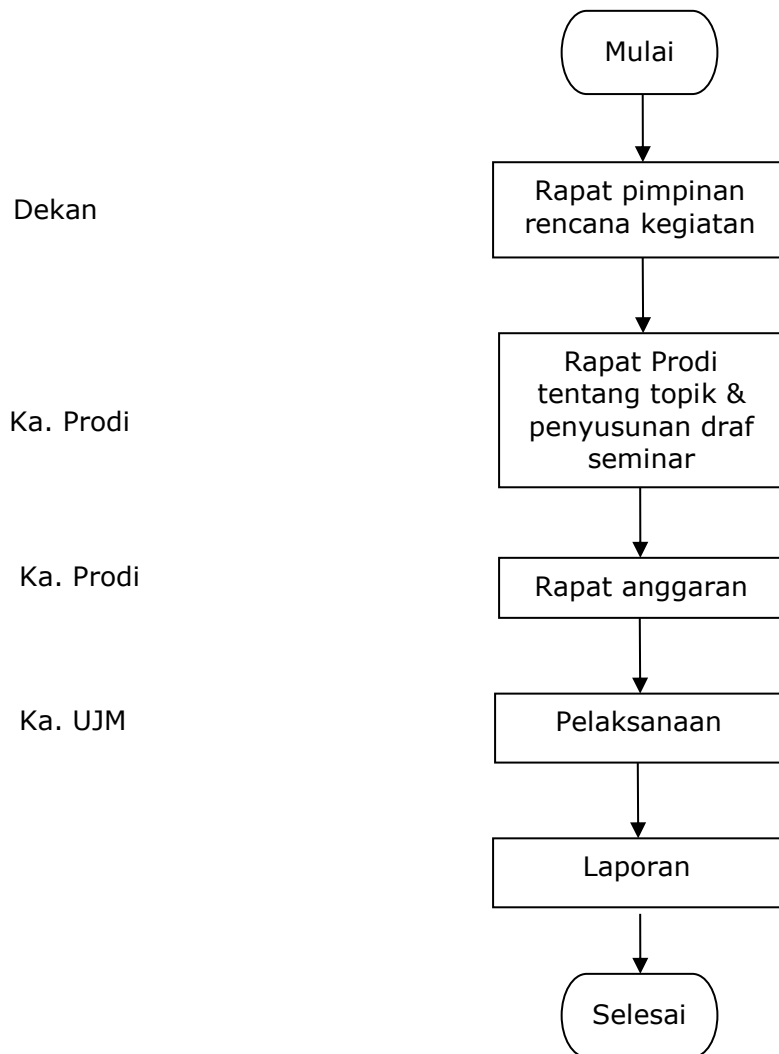 Mulai
Dekan
Rapat pimpinan
rencana kegiatan
Ka. Prodi
Rapat Prodi
tentang topik &
penyusunan draf
seminar
Ka. Prodi
Rapat anggaran
Ka. UJM
Pelaksanaan
Laporan
Selesai